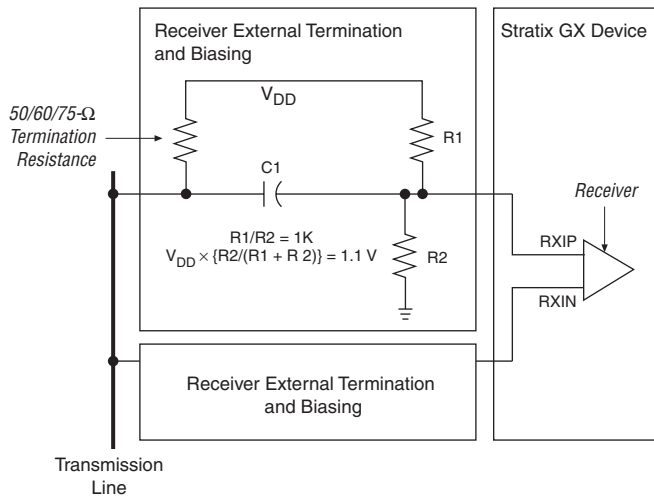 Receiver External Termination
and Biasing
Stratix GX Device
V_DD
50/60/75-Ω
Termination
Resistance
R1
C1
Receiver
R1/R2 = 1K
V_DD × {R2/(R1 + R 2)} = 1.1 V
R2
RXIP
RXIN
Receiver External Termination
and Biasing
Transmission
Line